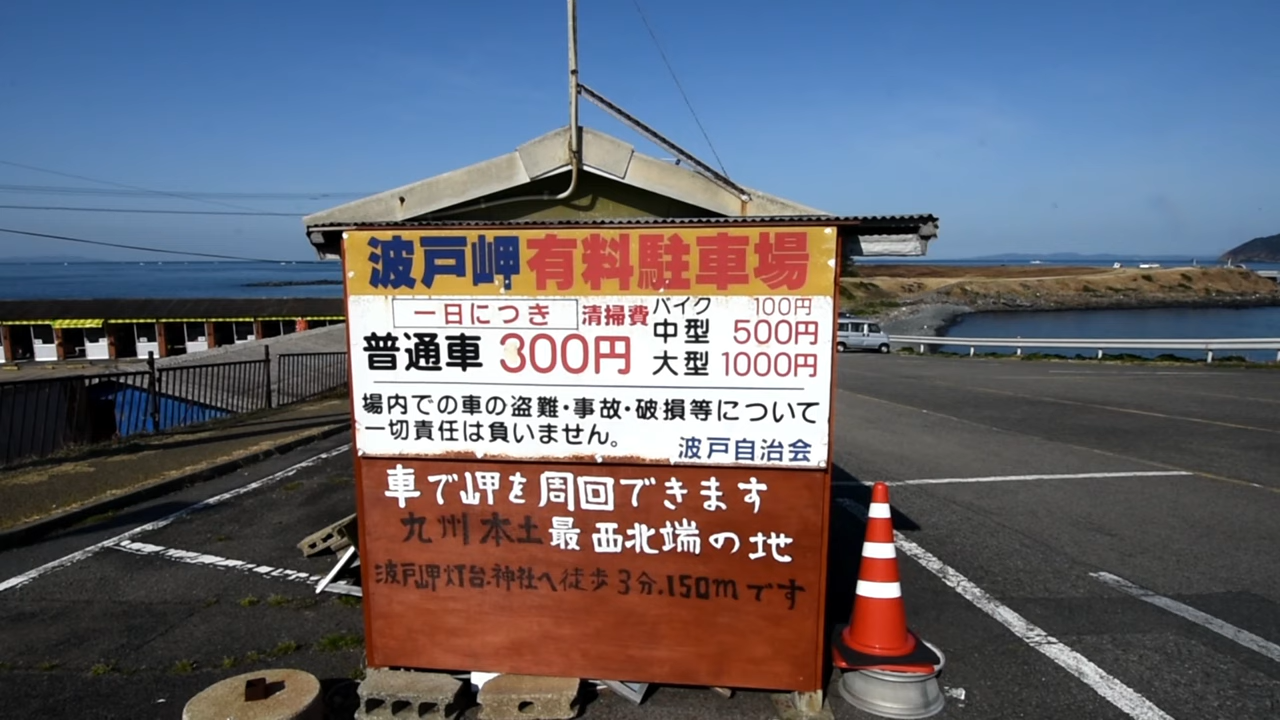 波戸岬有料駐車場
一日につき 清掃費
普通車 300円
バイク 100円
中型 500円
大型 1000円
場内での車の盗難・事故・破損等について
一切責任は負いません。
波戸自治会
車で岬を周回できます
九州本土最西北端の地
波戸岬灯台.神社へ徒歩3分.150mです